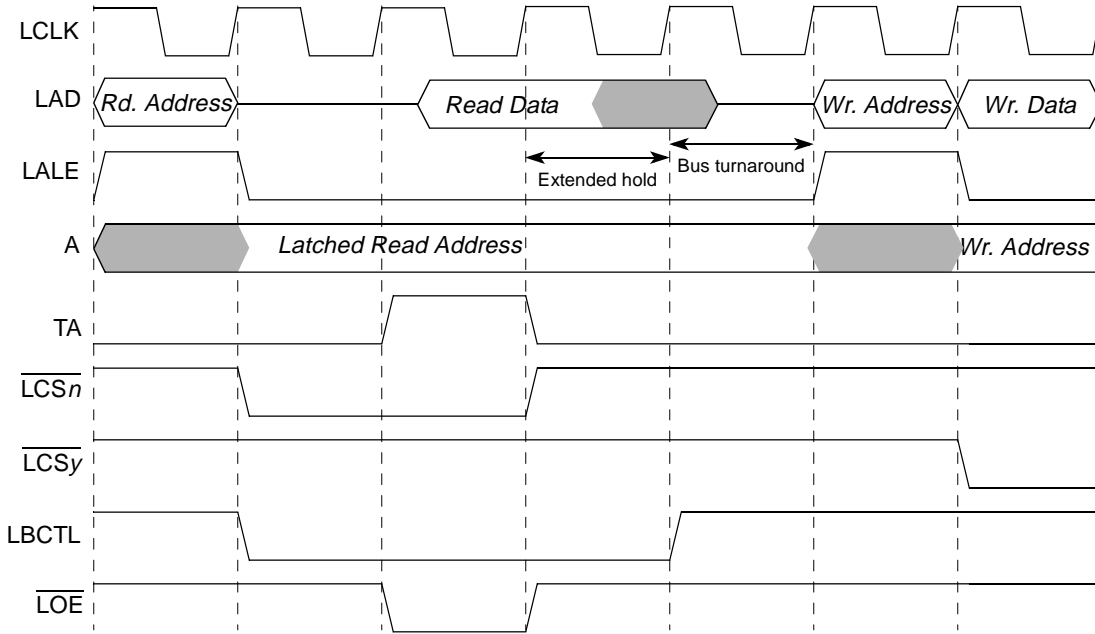 LCLK
LAD
Rd. Address
Read Data
Wr. Address
Wr. Data
LALE
Extended hold
Bus turnaround
A
Latched Read Address
Wr. Address
TA
LCSn
LCSy
LBCTL
LOE